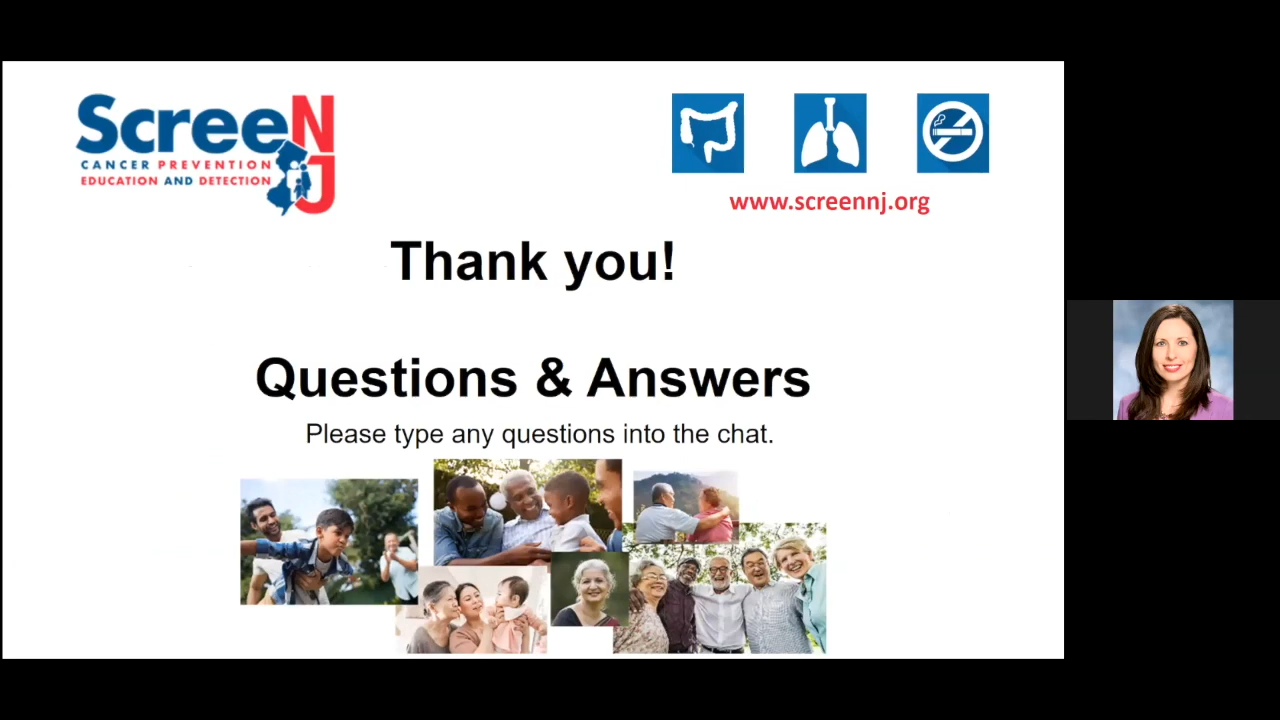 ScreeNJ
CANCER PREVENTION
EDUCATION AND DETECTION
www.screennj.org
Thank you!
Questions & Answers
Please type any questions into the chat.